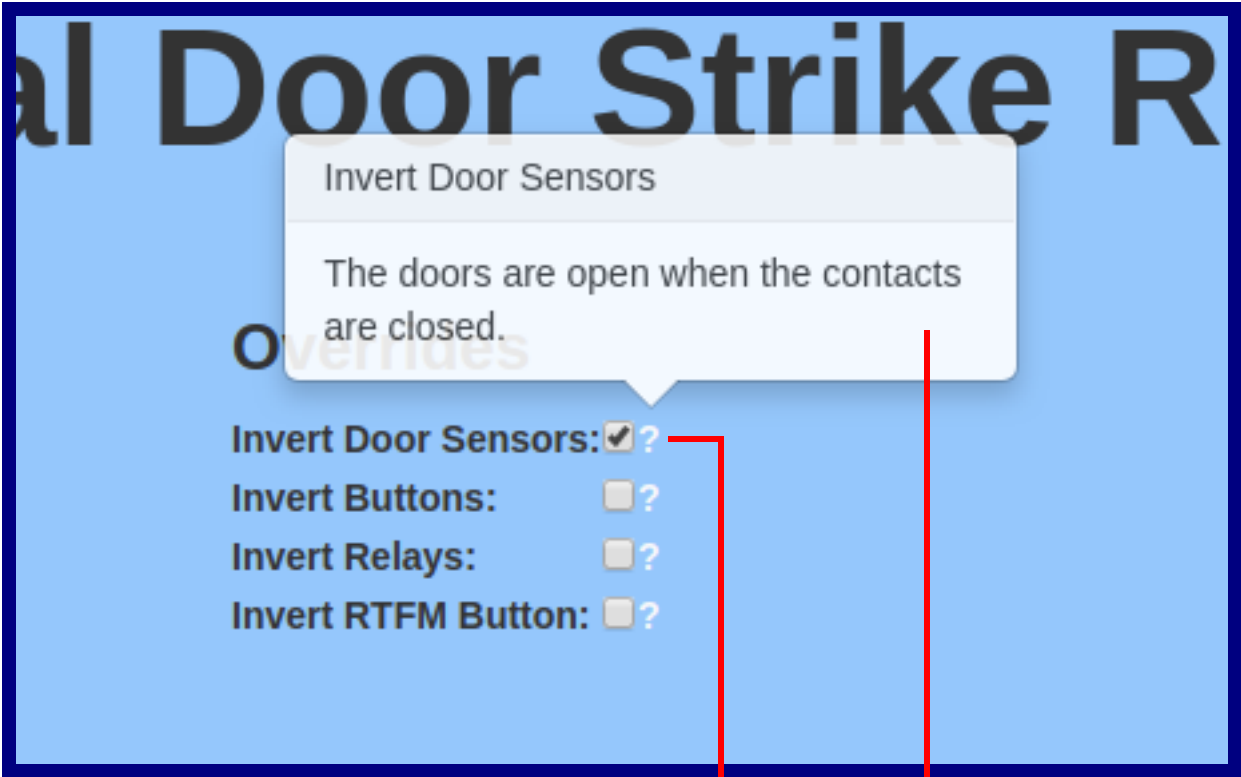 al Door Strike R
Invert Door Sensors
The doors are open when the contacts
are closed.
Overrides
Invert Door Sensors: ?
Invert Buttons: ?
Invert Relays: ?
Invert RTFM Button: ?